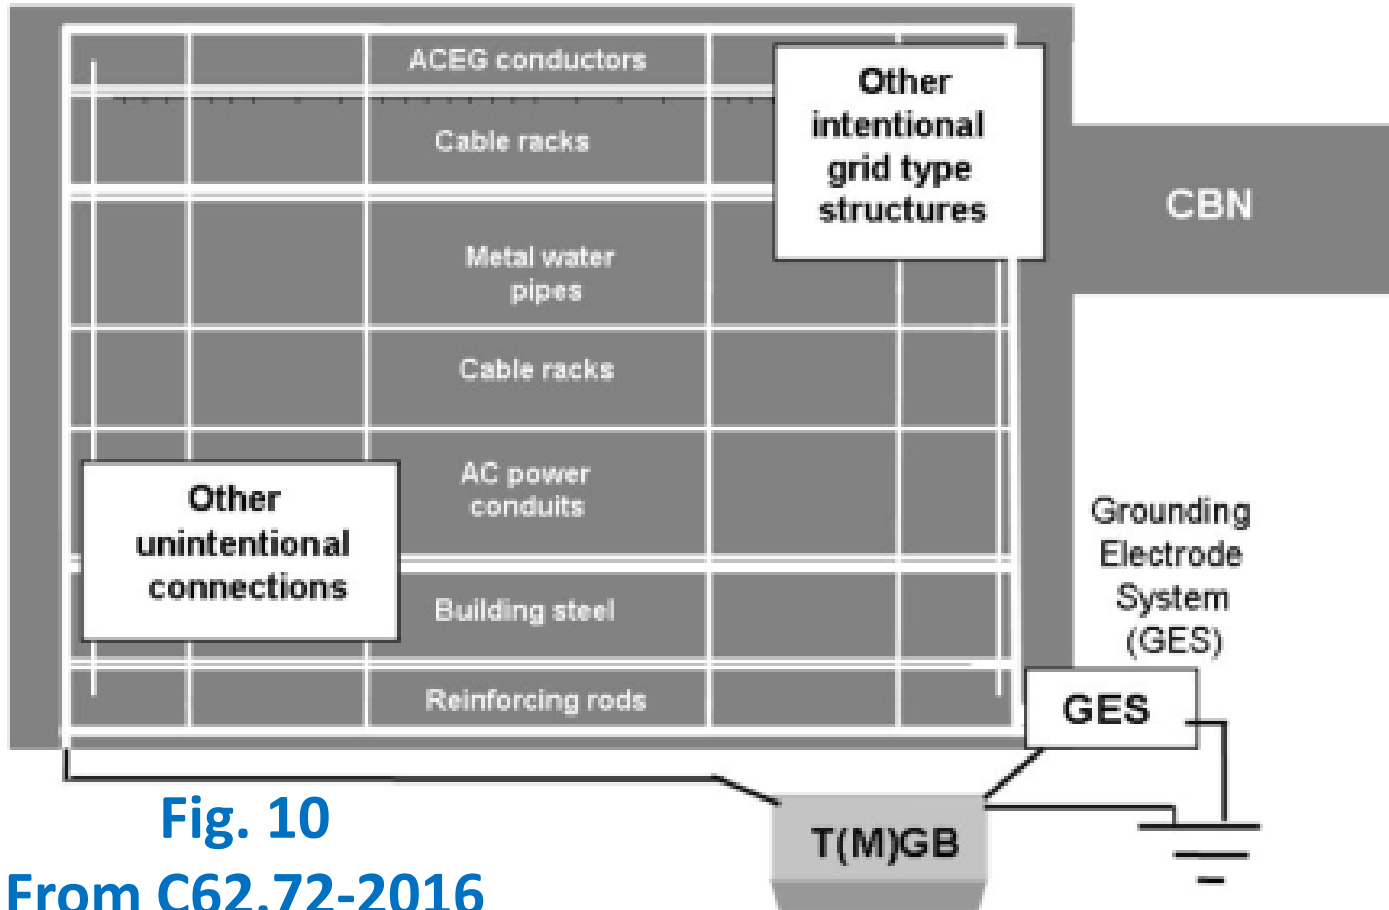 ACEG conductors
Cable racks
Metal water
pipes
Cable racks
AC power
conduits
Building steel
Reinforcing rods
Other
intentional
grid type
structures
Other
unintentional
connections
CBN
Grounding
Electrode
System
(GES)
GES
T(M)GB
Fig. 10
From C62.72-2016